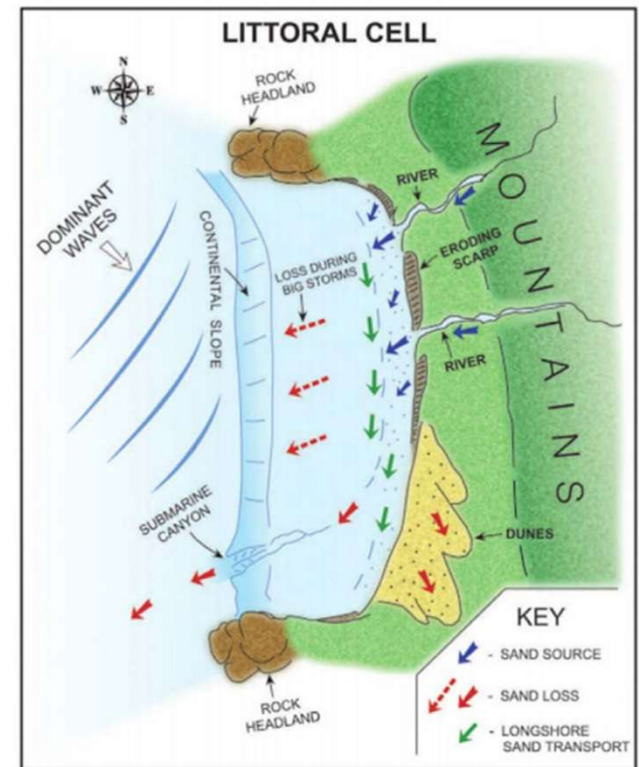 LITTORAL CELL
N
W
E
S
ROCK
HEADLAND
DOMINANT
WAVES
CONTINENTAL SLOPE
LOSS DURING
BIG STORMS
RIVER
ERODING
SCARP
RIVER
MOUNTAINS
SUBMARINE
CANYON
DUNES
ROCK
HEADLAND
KEY
- SAND SOURCE
- SAND LOSS
- LONGSHORE
SAND TRANSPORT